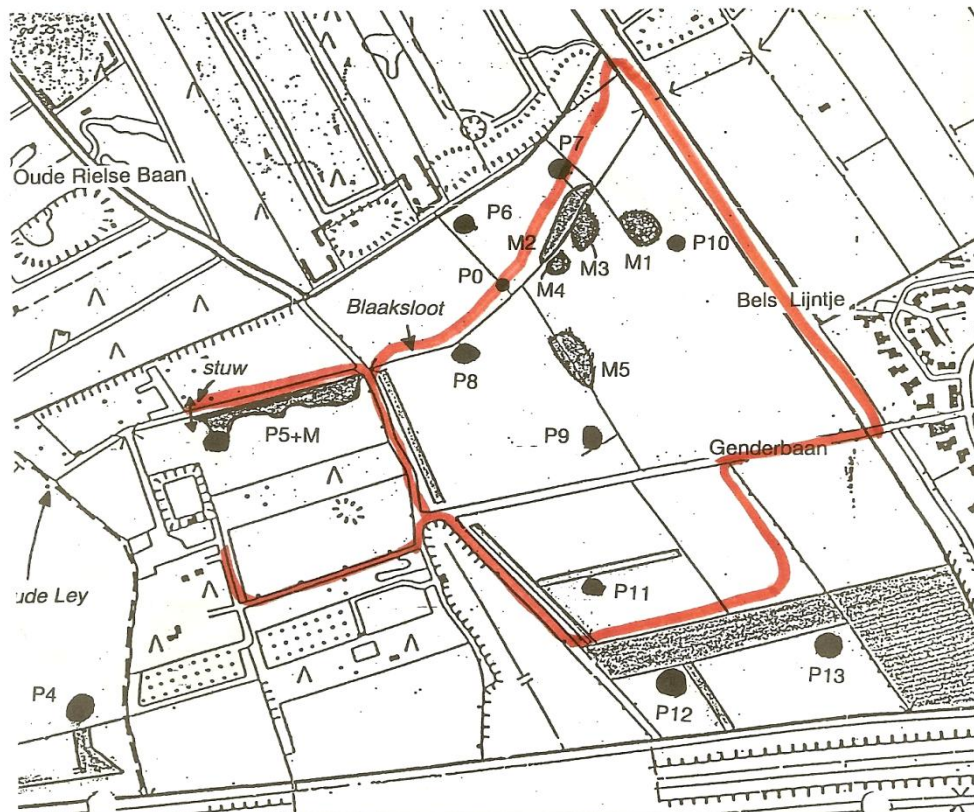 Oude Rielse Baan
P7
P6
M2
P10
M3
M1
P0
M4
Bels Lijntje
Blaaksloot
stuw
P8
M5
P5+M
P9
Genderbaan
ude Ley
P11
P13
P4
P12